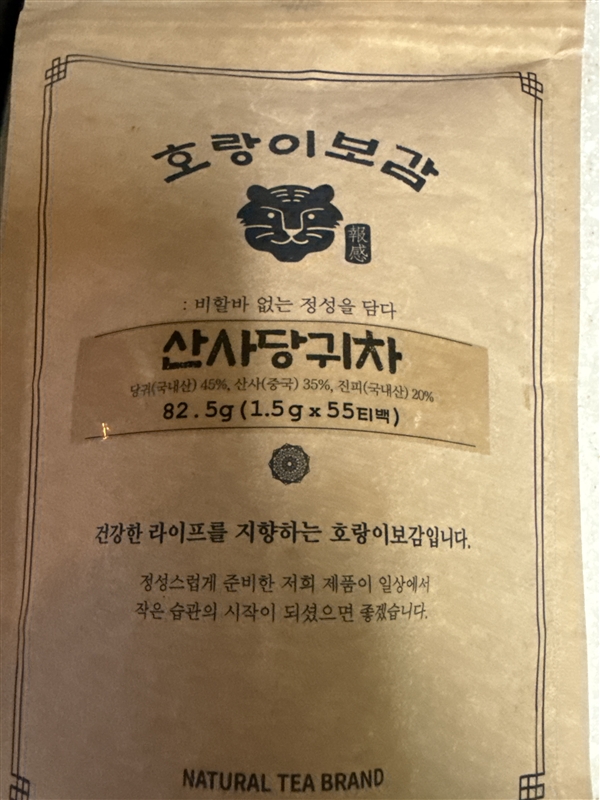 호랑이보감
報感
: 비할바 없는 정성을 담다
산사당귀차
당귀(국내산) 45%, 산사(중국) 35%, 진피(국내산) 20%
82.5g(1.5g x 55티백)
건강한 라이프를 지향하는 호랑이보감입니다.
정성스럽게 준비한 저희 제품이 일상에서
작은 습관의 시작이 되셨으면 좋겠습니다.
NATURAL TEA BRAND